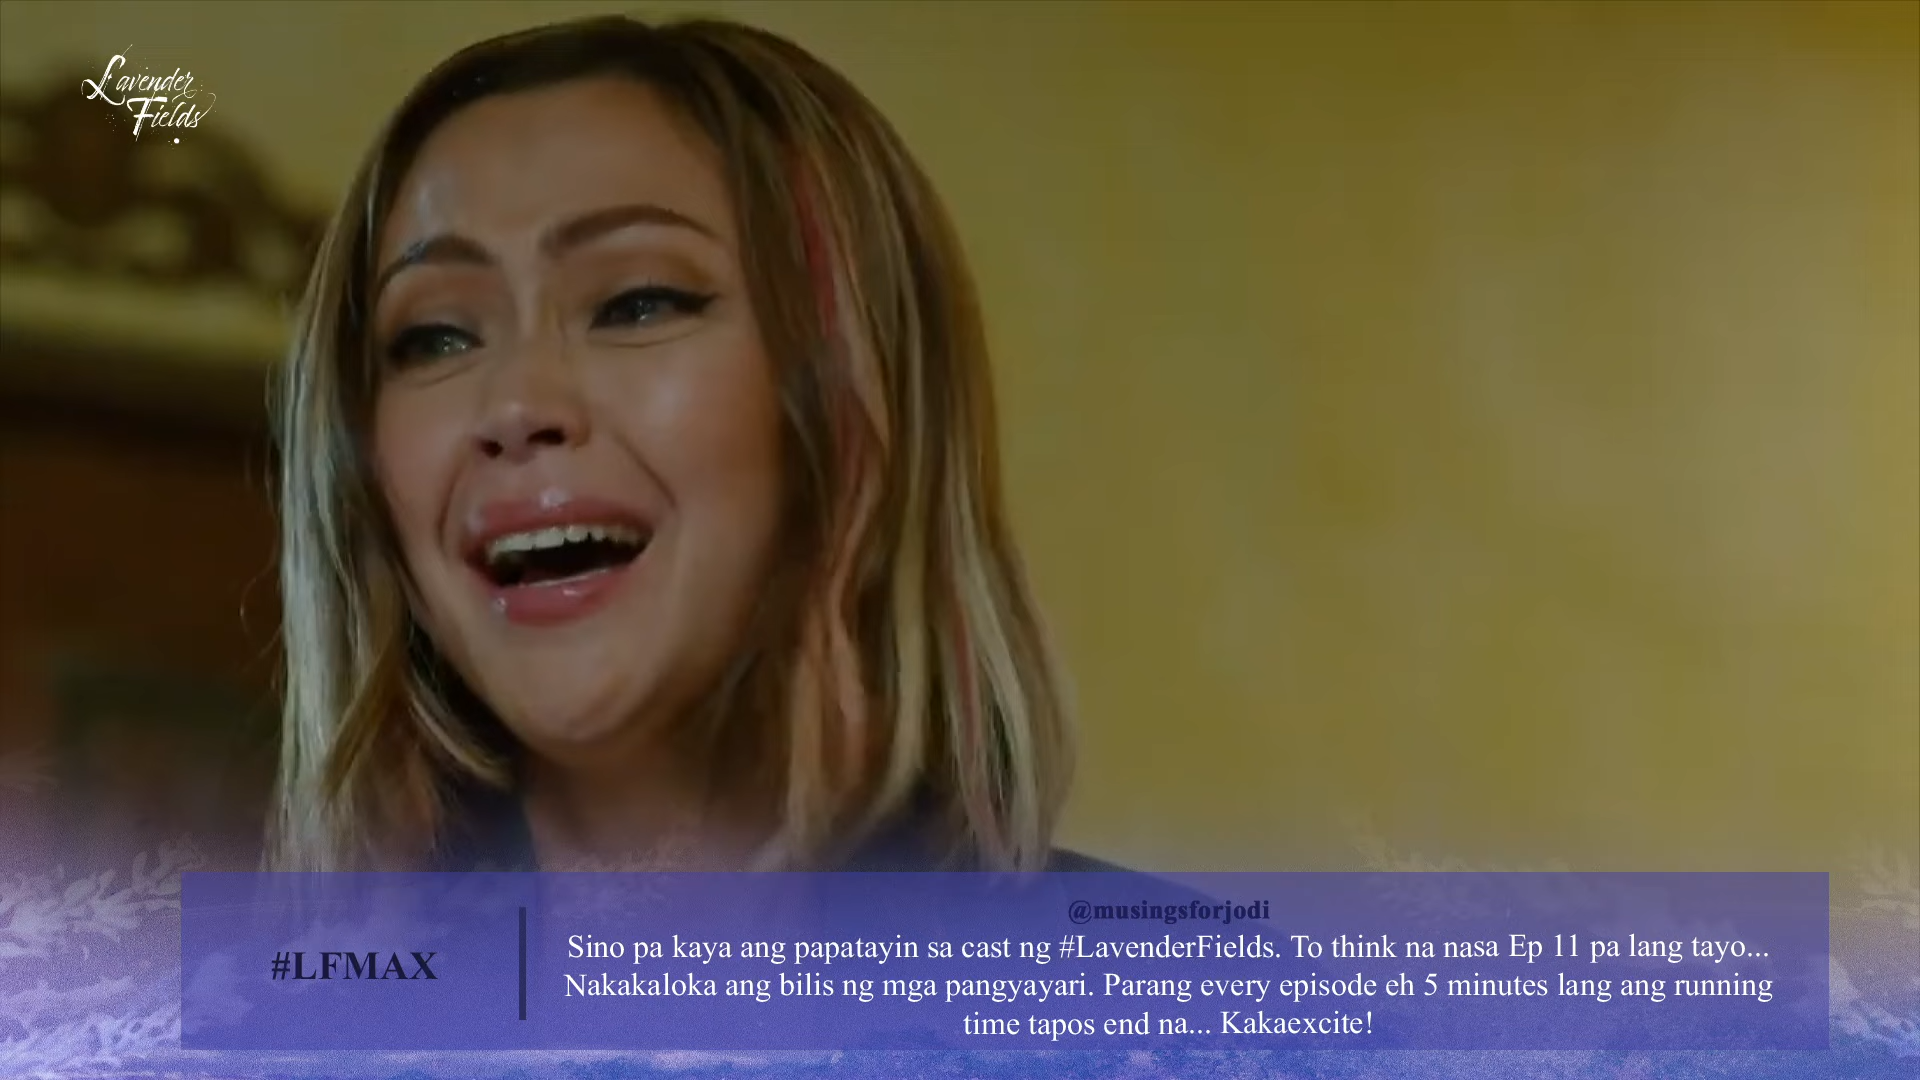 Lavender
Fields
@musingsforjodi
#LFMAX
Sino pa kaya ang papatayin sa cast ng #LavenderFields. To think na nasa Ep 11 pa lang tayo...
Nakakaloka ang bilis ng mga pangyayari. Parang every episode eh 5 minutes lang ang running
time tapos end na... Kakaexcite!